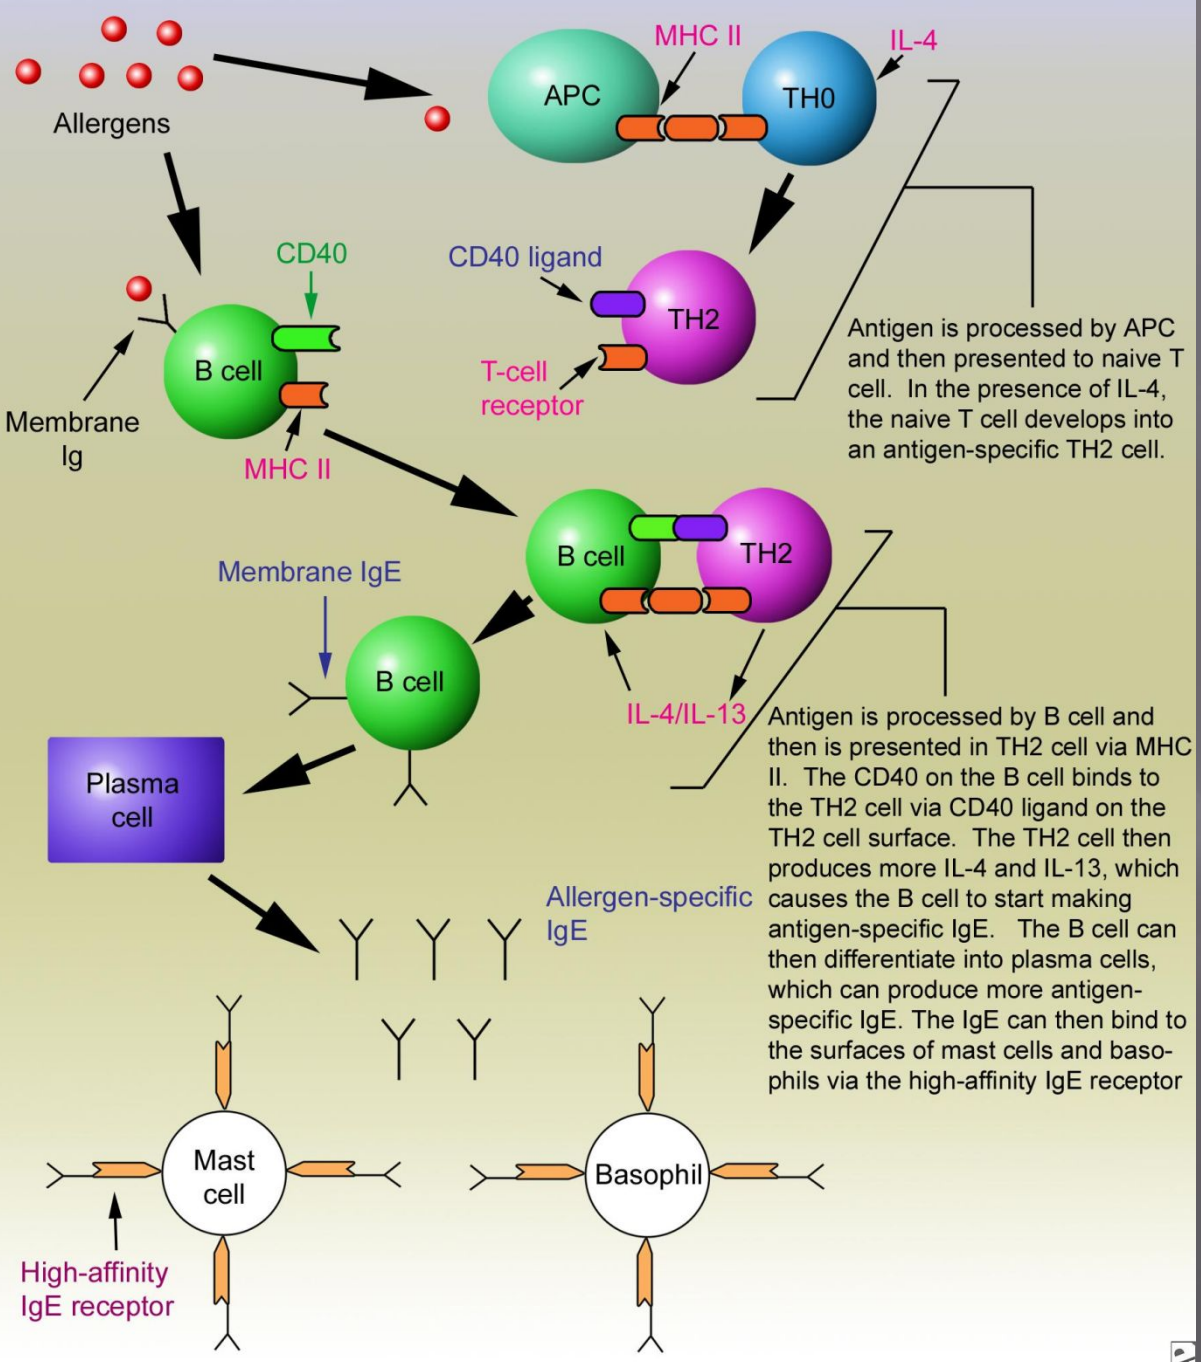 MHC II
IL-4
APC
TH0
Allergens
CD40
CD40 ligand
TH2
B cell
T-cell
receptor
Membrane
Ig
MHC II
Antigen is processed by APC
and then presented to naive T
cell. In the presence of IL-4,
the naive T cell develops into
an antigen-specific TH2 cell.
B cell
TH2
Membrane IgE
B cell
IL-4/IL-13
Antigen is processed by B cell and
then is presented in TH2 cell via MHC
II. The CD40 on the B cell binds to
the TH2 cell via CD40 ligand on the
TH2 cell surface. The TH2 cell then
produces more IL-4 and IL-13, which
causes the B cell to start making
antigen-specific IgE. The B cell can
then differentiate into plasma cells,
which can produce more antigen-
specific IgE. The IgE can then bind to
the surfaces of mast cells and baso-
phils via the high-affinity IgE receptor
Plasma
cell
Allergen-specific
IgE
Mast
cell
Basophil
High-affinity
IgE receptor